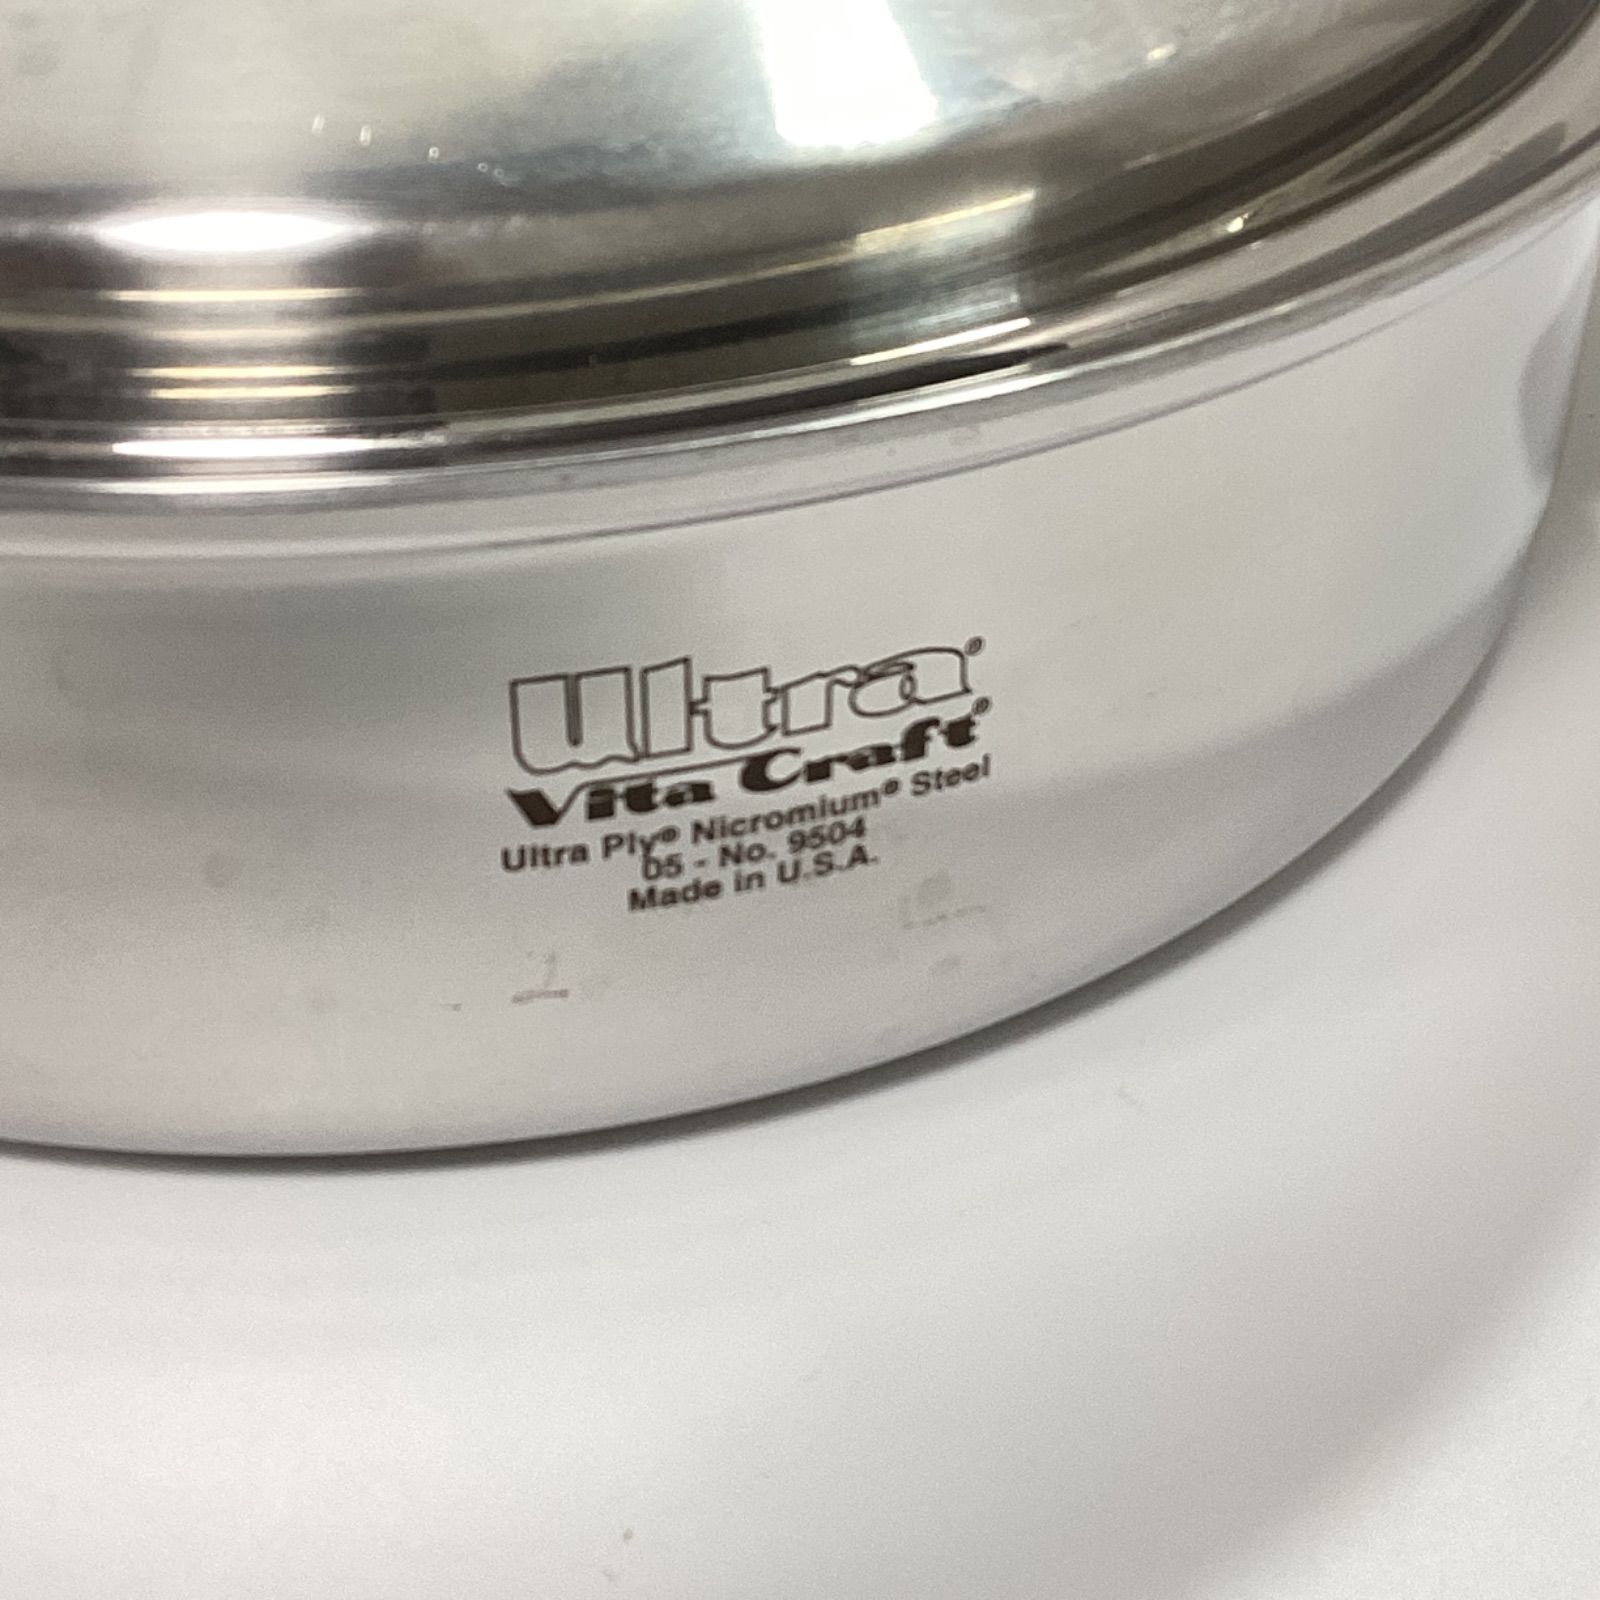 Ultra®
Vita Craft®
Ultra Ply® Nicromium® Steel
05 - No. 9504
Made in U.S.A.